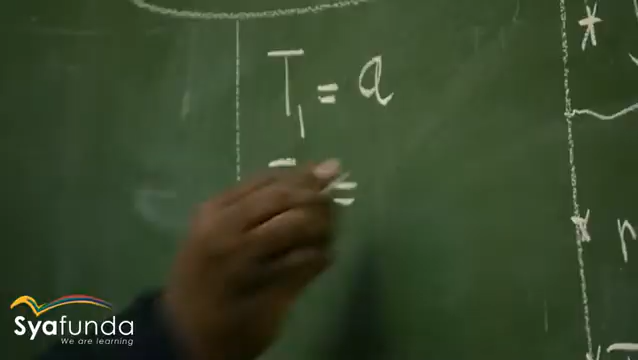 T₁ = a
=
*
* n
Syafunda
We are learning